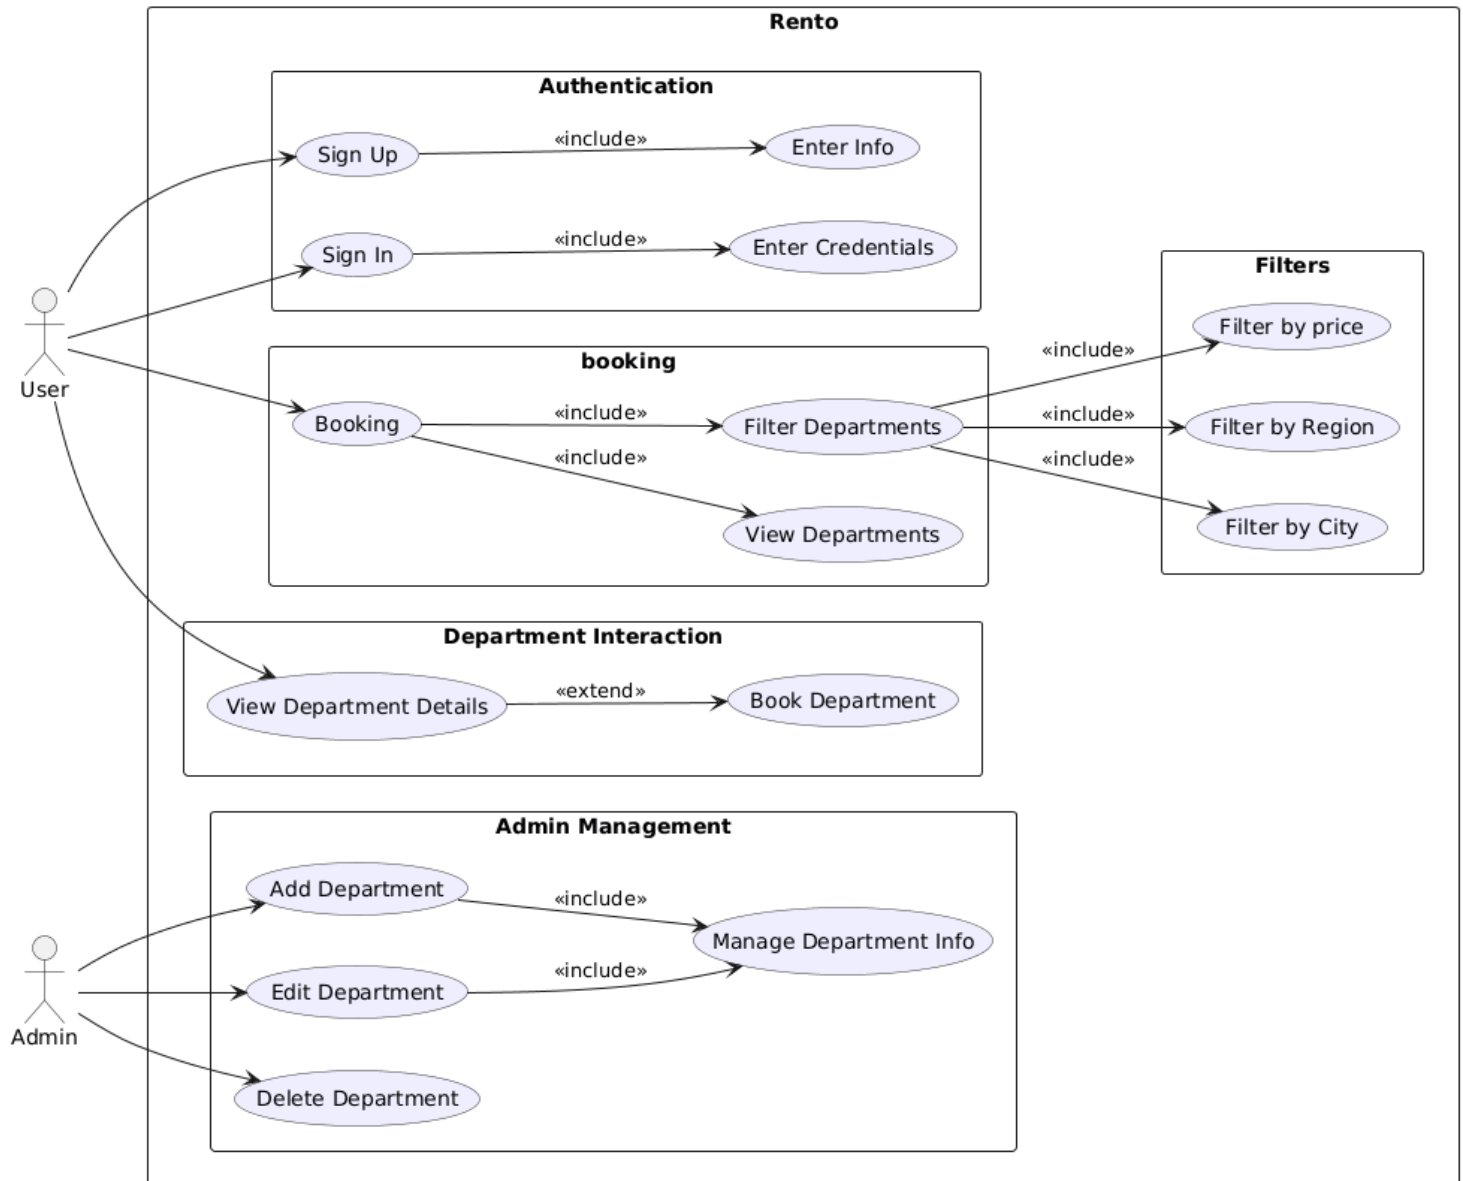 Rento
Authentication
Sign Up
«include»
Enter Info
Sign In
«include»
Enter Credentials
User
booking
Booking
«include»
Filter Departments
«include»
View Departments
Filters
«include»
Filter by price
«include»
Filter by Region
«include»
Filter by City
Department Interaction
View Department Details
«extend»
Book Department
Admin Management
Add Department
«include»
Manage Department Info
Edit Department
«include»
Delete Department
Admin